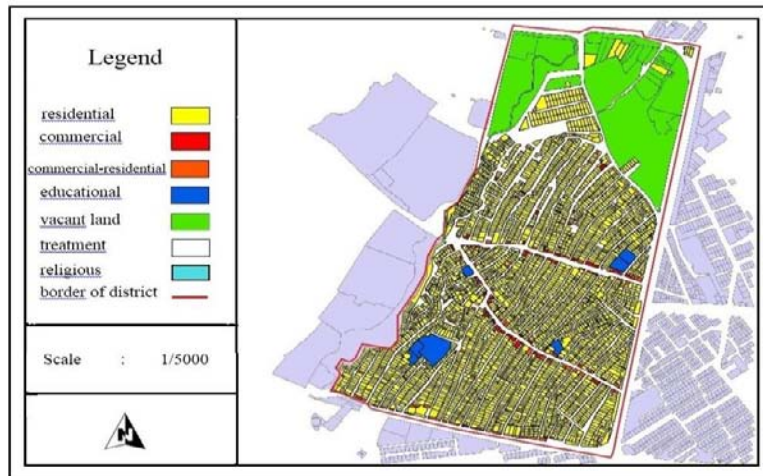 Legend
residential
commercial
commercial-residential
educational
vacant land
treatment
religious
border of district
Scale : 1/5000
N